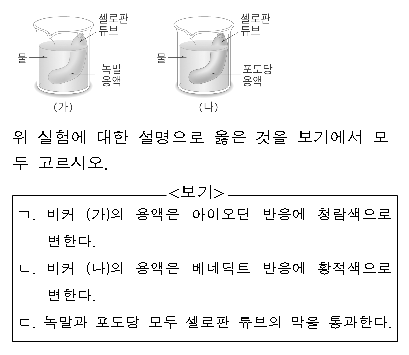 셀로판
튜브
물
녹말
용액
(가)
셀로판
튜브
물
포도당
용액
(나)
위 실험에 대한 설명으로 옳은 것을 보기에서 모
두 고르시오.
<보기>
ㄱ. 비커 (가)의 용액은 아이오딘 반응에 청람색으로
변한다.
ㄴ. 비커 (나)의 용액은 베네딕트 반응에 황적색으로
변한다.
ㄷ. 녹말과 포도당 모두 셀로판 튜브의 막을 통과한다.